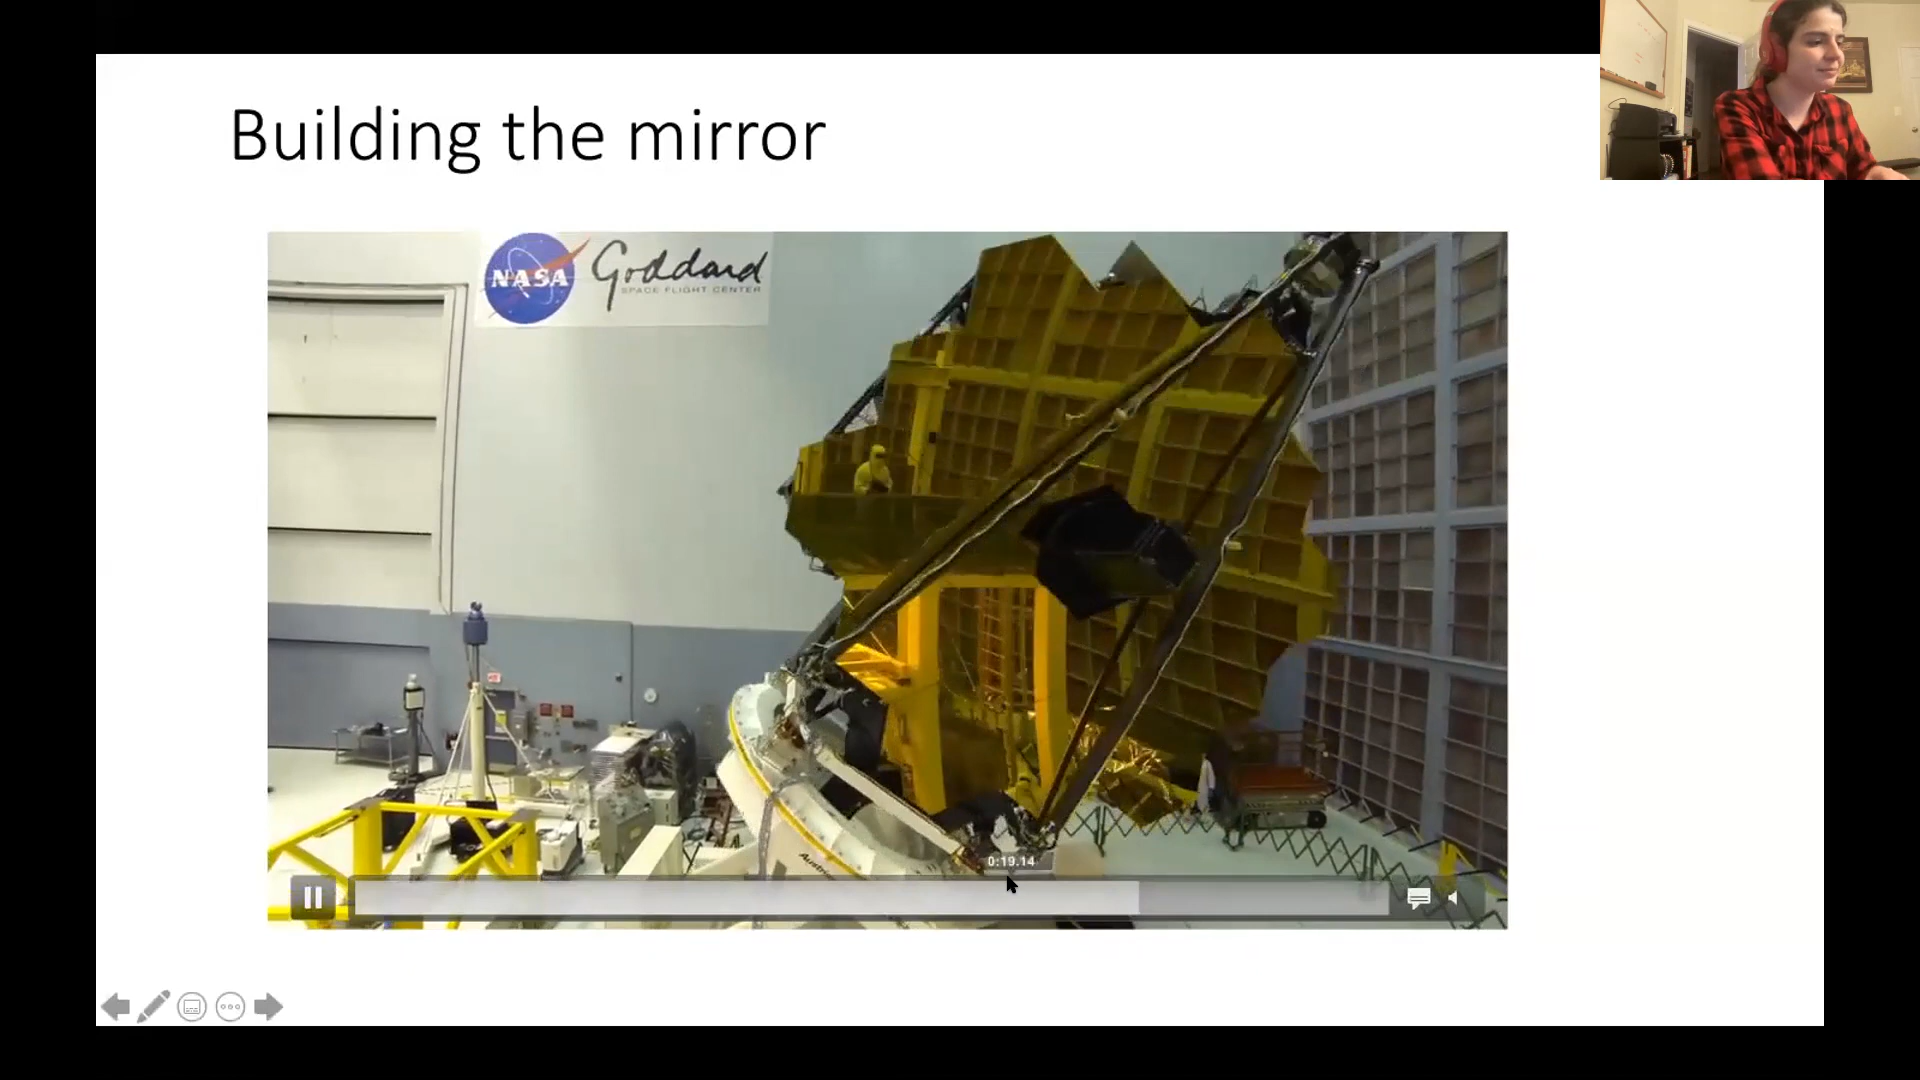 Building the mirror
NASA
Goddard
SPACE FLIGHT CENTER
0:19.14